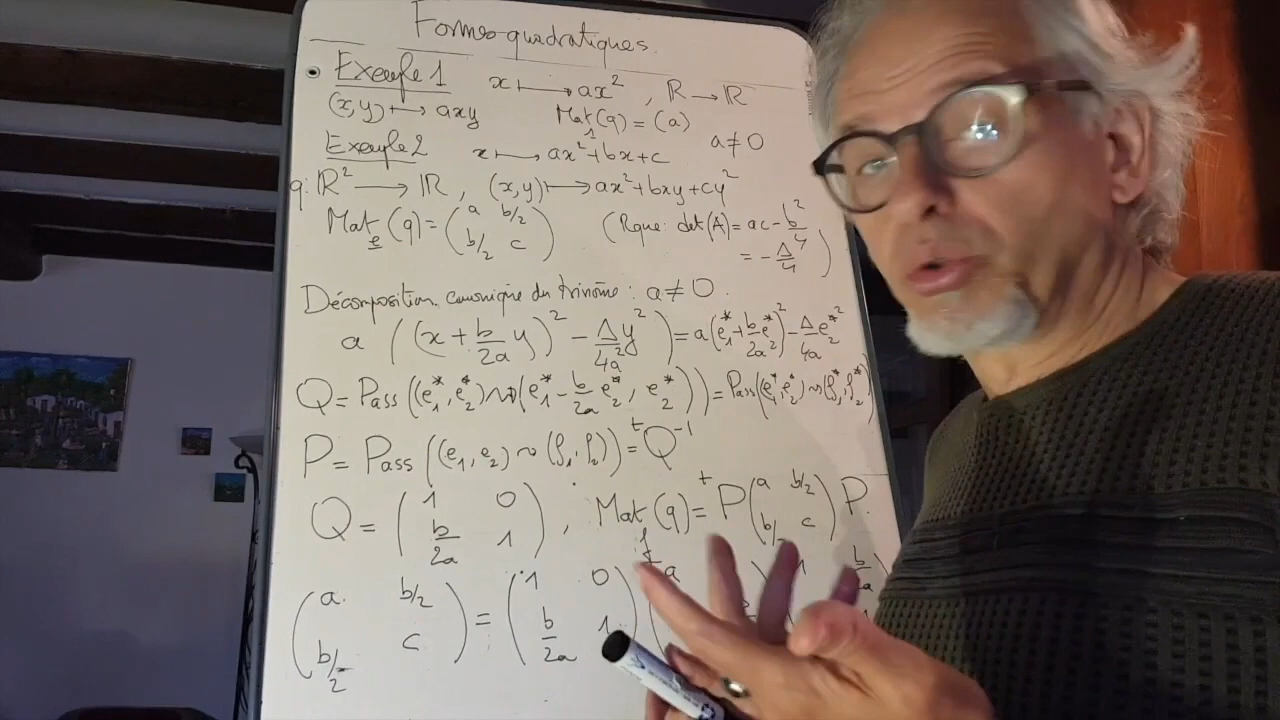 Formes quadratiques.
• Exemple 1 x ⟼ ax², ℝ → ℝ
(x,y) ⟼ axy Mat₁(q) = (a)
Exemple 2 x ⟼ ax²+bx+c a≠0
q: ℝ² → ℝ, (x,y) ⟼ ax²+bxy+cy²
Mat_e(q) = (a b/2 ; b/2 c) (Rque: det(A) = ac - b²/4
= -Δ/4)
Décomposition canonique du trinôme: a≠0.
a((x + b/2a y)² - Δ/4a² y²) = a(e₁* + b/2a e₂*)² - Δ/4a e₂*²
Q = Pass((e₁*, e₂*) ⇝ (e₁* - b/2a e₂*, e₂*)) = Pass((e₁*, e₂*) ⇝ (f₁*, f₂*))
P = Pass((e₁, e₂) ⇝ (f₁, f₂)) = ᵗQ⁻¹
Q = (1 0 ; b/2a 1), Mat_f(q) = ᵗP (a b/2 ; b/ c) P.
(a. b/2 ; b/2 c) = (1 0 ; b/2a 1) (a